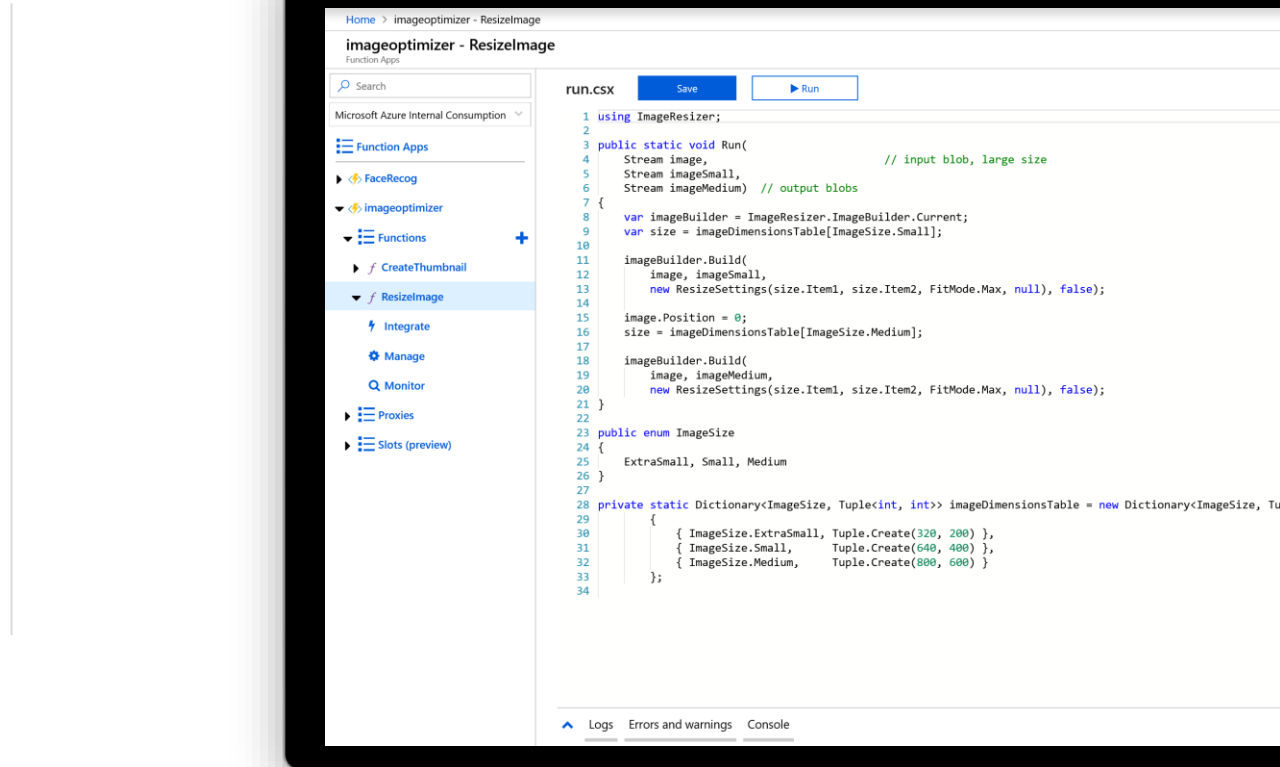 Home > imageoptimizer - ResizeImage
imageoptimizer - ResizeImage
Function Apps
Search
Microsoft Azure Internal Consumption
Function Apps
FaceRecog
imageoptimizer
Functions
CreateThumbnail
ResizeImage
Integrate
Manage
Monitor
Proxies
Slots (preview)
run.csx Save Run
1 using ImageResizer;
2
3 public static void Run(
4     Stream image,                           // input blob, large size
5     Stream imageSmall,
6     Stream imageMedium)  // output blobs
7 {
8     var imageBuilder = ImageResizer.ImageBuilder.Current;
9     var size = imageDimensionsTable[ImageSize.Small];
10
11     imageBuilder.Build(
12         image, imageSmall,
13         new ResizeSettings(size.Item1, size.Item2, FitMode.Max, null), false);
14
15     image.Position = 0;
16     size = imageDimensionsTable[ImageSize.Medium];
17
18     imageBuilder.Build(
19         image, imageMedium,
20         new ResizeSettings(size.Item1, size.Item2, FitMode.Max, null), false);
21 }
22
23 public enum ImageSize
24 {
25     ExtraSmall, Small, Medium
26 }
27
28 private static Dictionary<ImageSize, Tuple<int, int>> imageDimensionsTable = new Dictionary<ImageSize, Tu
29         {
30             { ImageSize.ExtraSmall, Tuple.Create(320, 200) },
31             { ImageSize.Small,      Tuple.Create(640, 400) },
32             { ImageSize.Medium,     Tuple.Create(800, 600) }
33         };
34
Logs Errors and warnings Console